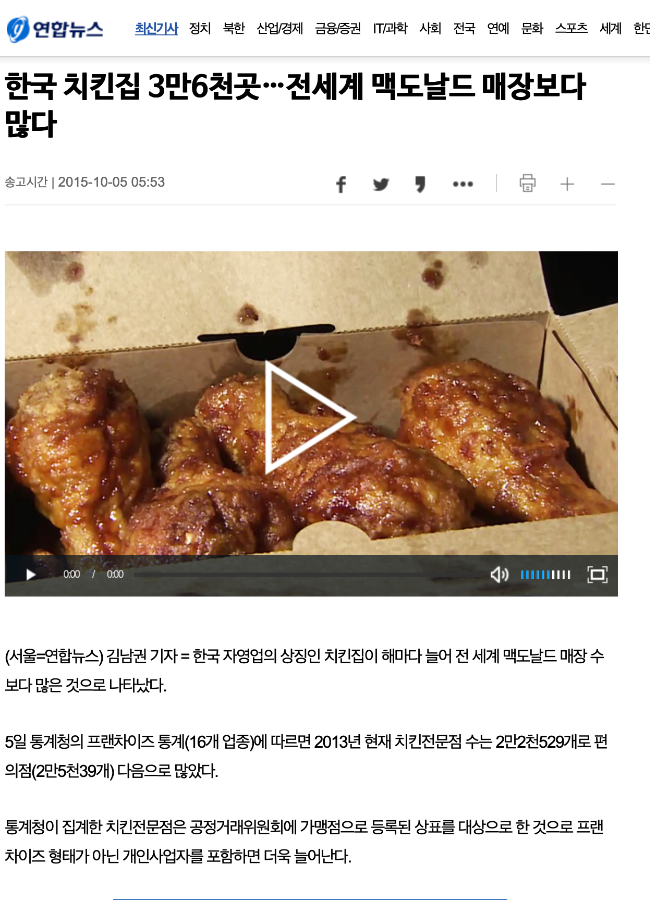 연합뉴스 최신기사 정치 북한 산업/경제 금융/증권 IT/과학 사회 전국 연예 문화 스포츠 세계 한민
한국 치킨집 3만6천곳…전세계 맥도날드 매장보다
많다
송고시간 | 2015-10-05 05:53
0:00 / 0:00
(서울=연합뉴스) 김남권 기자 = 한국 자영업의 상징인 치킨집이 해마다 늘어 전 세계 맥도날드 매장 수
보다 많은 것으로 나타났다.
5일 통계청의 프랜차이즈 통계(16개 업종)에 따르면 2013년 현재 치킨전문점 수는 2만2천529개로 편
의점(2만5천39개) 다음으로 많았다.
통계청이 집계한 치킨전문점은 공정거래위원회에 가맹점으로 등록된 상표를 대상으로 한 것으로 프랜
차이즈 형태가 아닌 개인사업자를 포함하면 더욱 늘어난다.